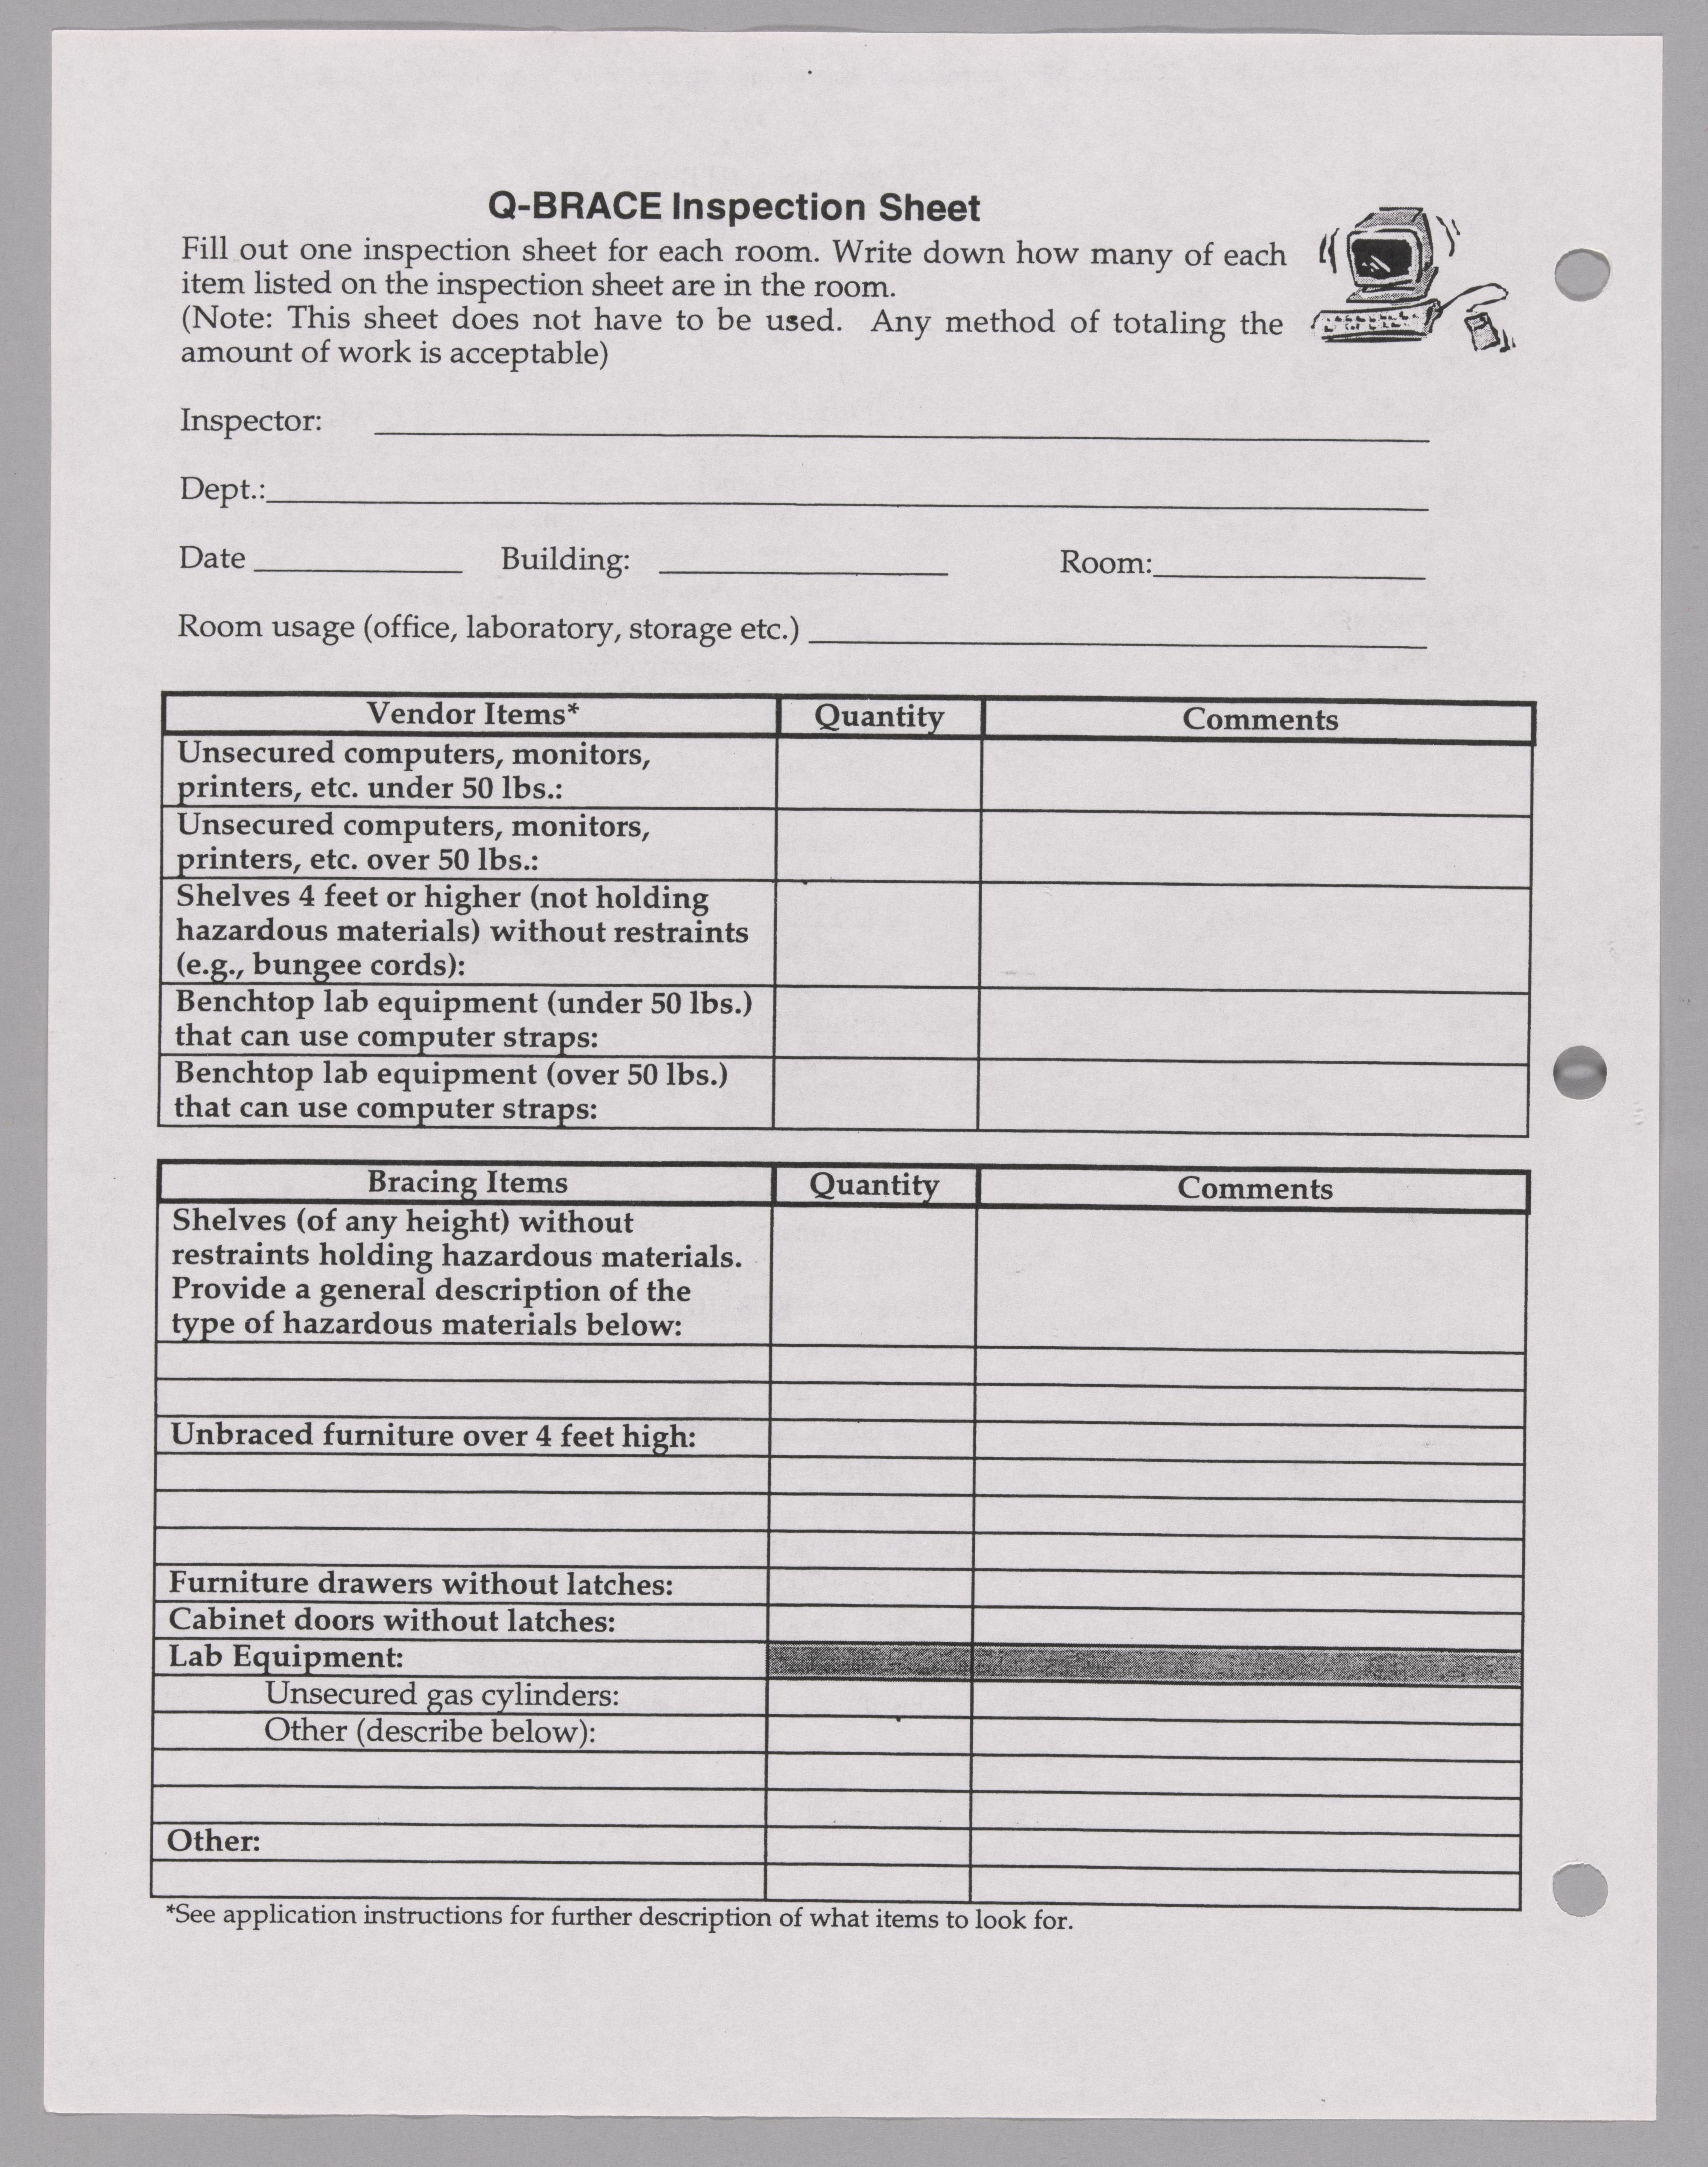 Q-BRACE Inspection Sheet
Fill out one inspection sheet for each room. Write down how many of each
item listed on the inspection sheet are in the room.
(Note: This sheet does not have to be used. Any method of totaling the
amount of work is acceptable)
Inspector:
Dept.:
Date Building: Room:
Room usage (office, laboratory, storage etc.)
Vendor Items* Quantity Comments
Unsecured computers, monitors,
printers, etc. under 50 lbs.:
Unsecured computers, monitors,
printers, etc. over 50 lbs.:
Shelves 4 feet or higher (not holding
hazardous materials) without restraints
(e.g., bungee cords):
Benchtop lab equipment (under 50 lbs.)
that can use computer straps:
Benchtop lab equipment (over 50 lbs.)
that can use computer straps:
Bracing Items Quantity Comments
Shelves (of any height) without
restraints holding hazardous materials.
Provide a general description of the
type of hazardous materials below:
Unbraced furniture over 4 feet high:
Furniture drawers without latches:
Cabinet doors without latches:
Lab Equipment:
Unsecured gas cylinders:
Other (describe below):
Other:
*See application instructions for further description of what items to look for.